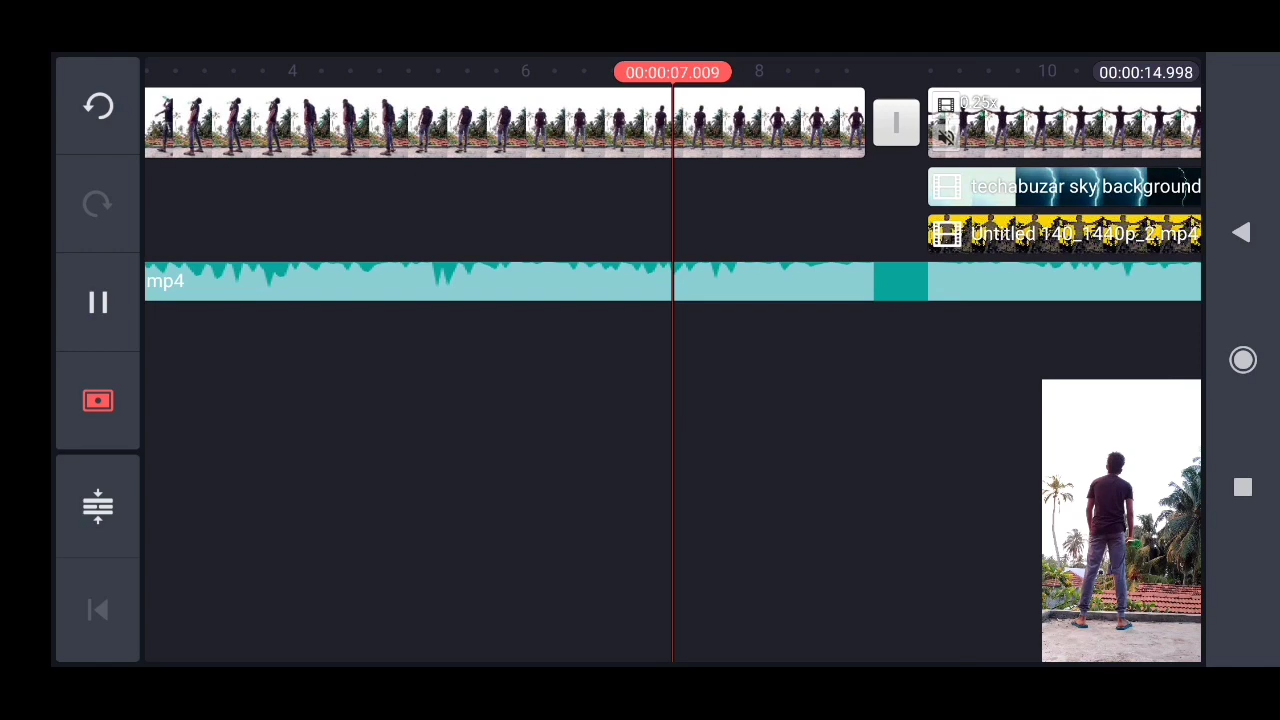 4 6 00:00:07.009 8 10 00:00:14.998
0.25x
techabuzar sky background
Untitled 140_1440p_2.mp4
mp4